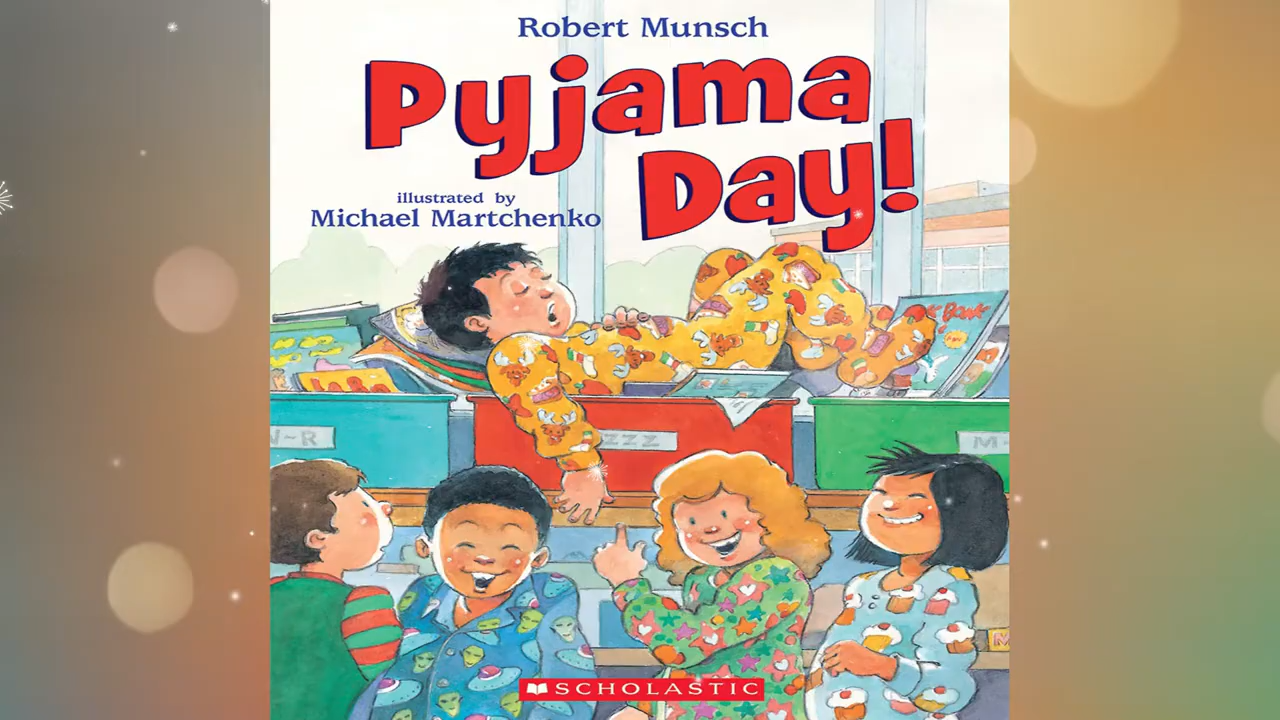 Robert Munsch
Pyjama
Day!
illustrated by
Michael Martchenko
ZZZ
SCHOLASTIC